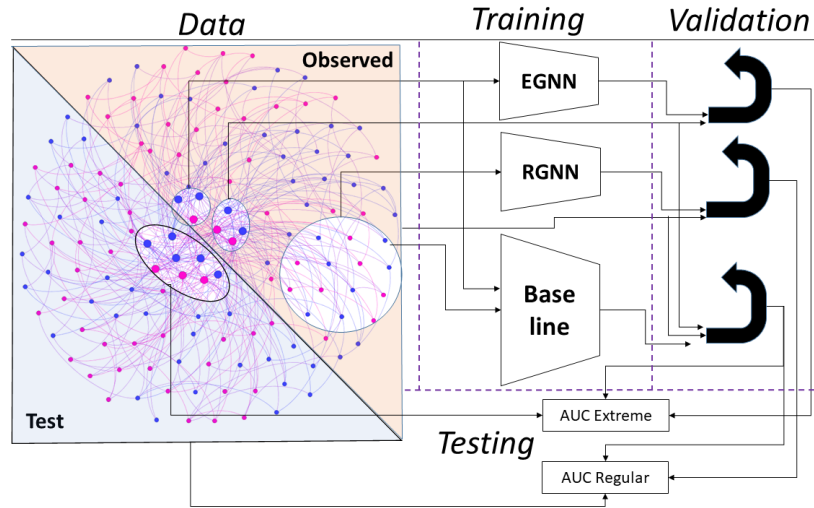 Data
Training
Validation
Observed
EGNN
RGNN
Base
line
Test
Testing
AUC Extreme
AUC Regular